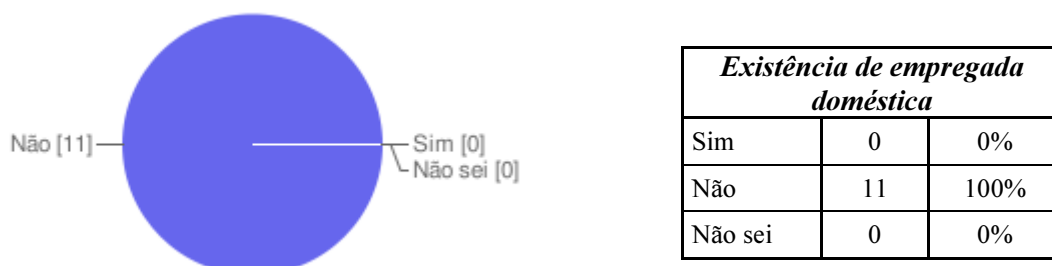 Não [11]
Sim [0]
Não sei [0]
Existência de empregada
doméstica
Sim 0 0%
Não 11 100%
Não sei 0 0%